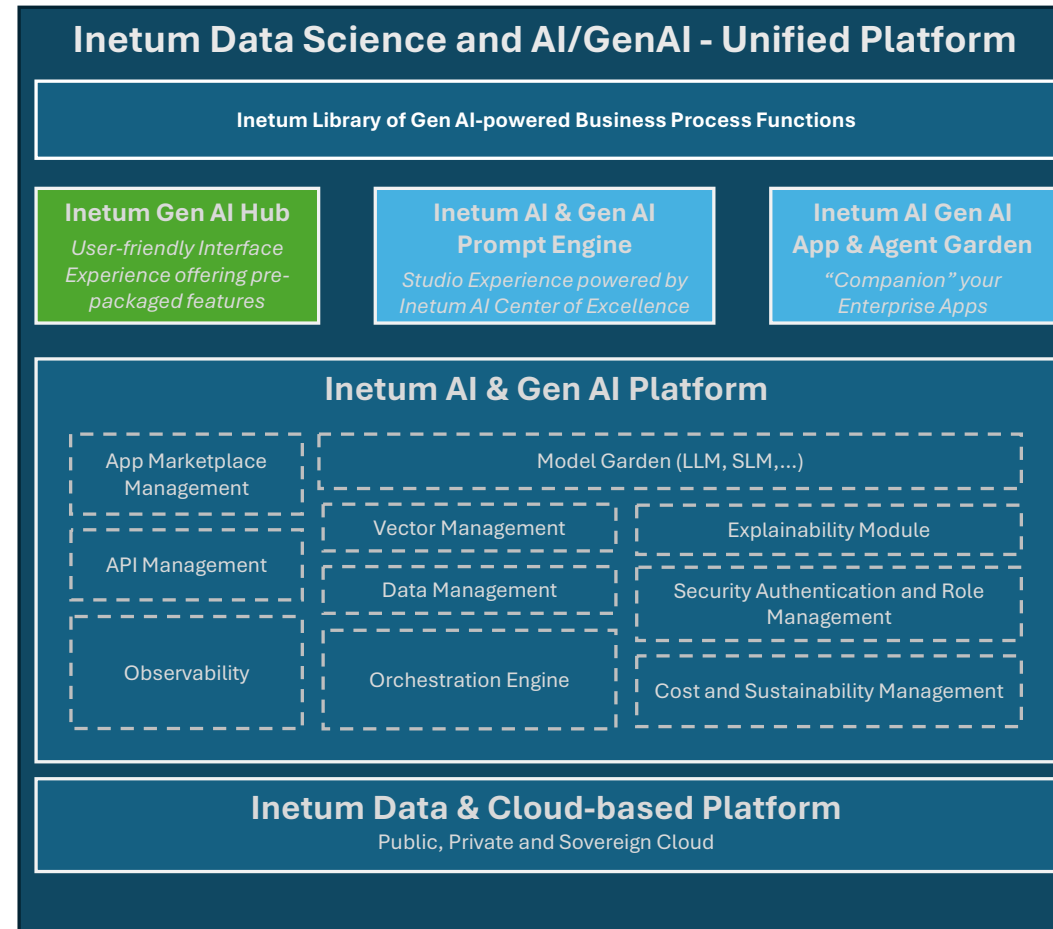 Inetum Data Science and AI/GenAI - Unified Platform
Inetum Library of Gen AI-powered Business Process Functions
Inetum Gen AI Hub
User-friendly Interface
Experience offering pre-
packaged features
Inetum AI & Gen AI
Prompt Engine
Studio Experience powered by
Inetum AI Center of Excellence
Inetum AI Gen AI
App & Agent Garden
“Companion” your
Enterprise Apps
Inetum AI & Gen AI Platform
App Marketplace
Management
API Management
Observability
Model Garden (LLM, SLM,...)
Vector Management
Data Management
Orchestration Engine
Explainability Module
Security Authentication and Role
Management
Cost and Sustainability Management
Inetum Data & Cloud-based Platform
Public, Private and Sovereign Cloud